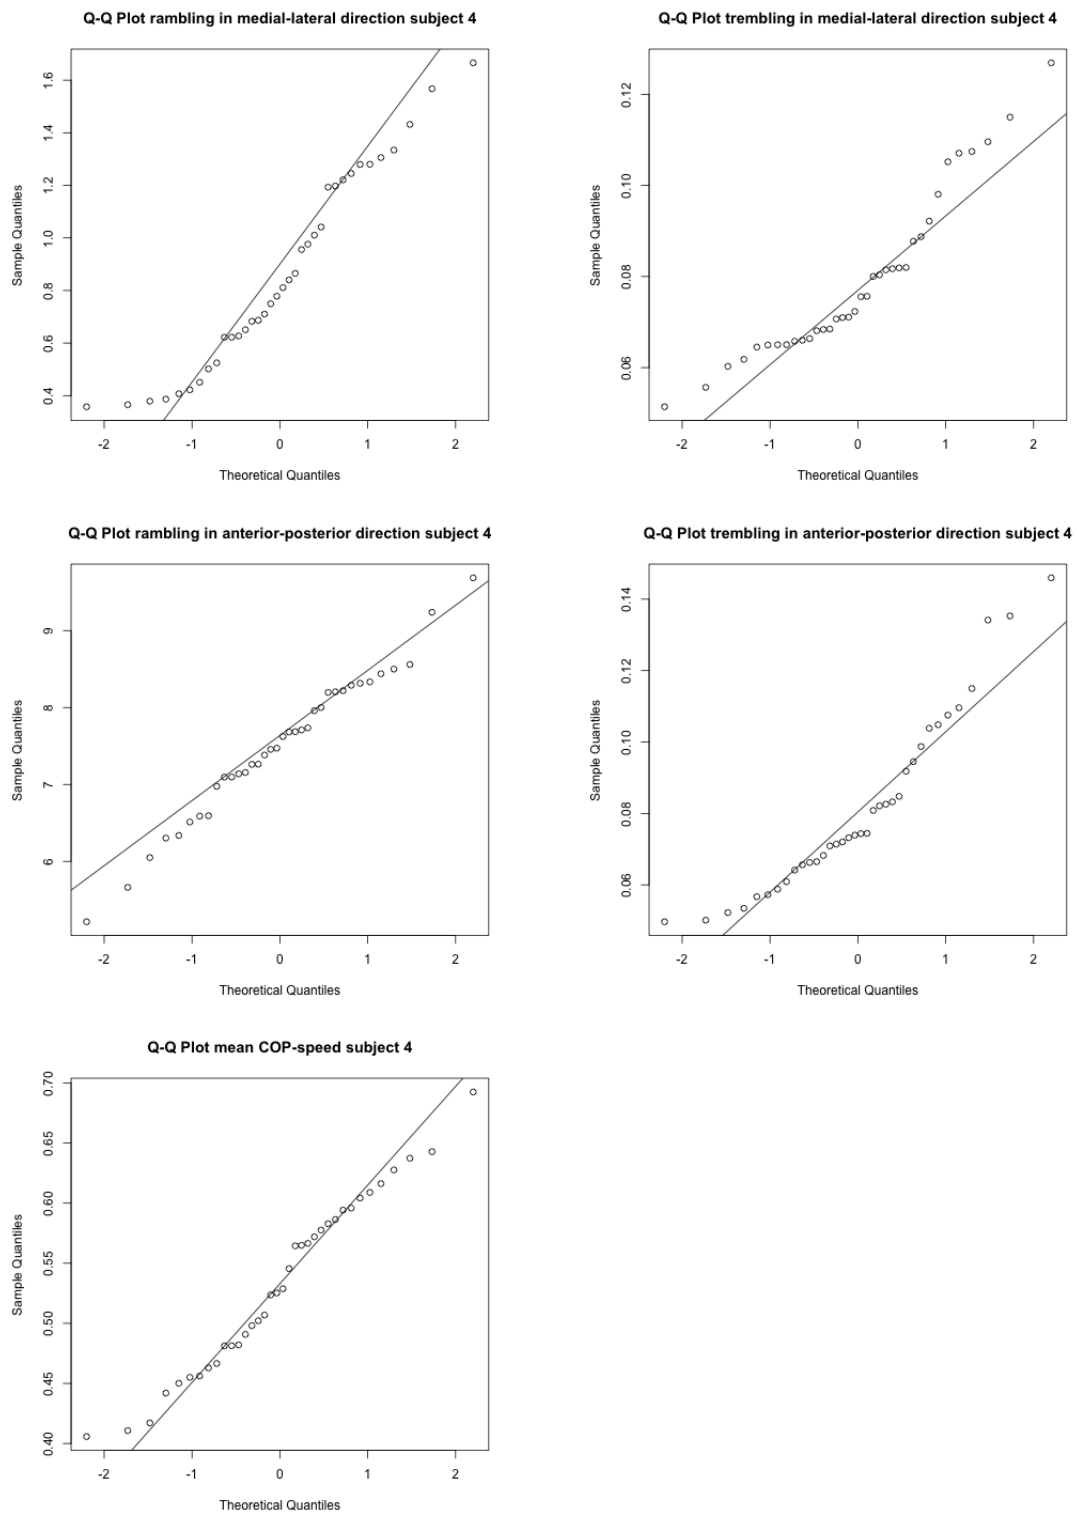 Q-Q Plot rambling in medial-lateral direction subject 4
Sample Quantiles
1.6
1.4
1.2
1.0
0.8
0.6
0.4
-2 -1 0 1 2
Theoretical Quantiles
Q-Q Plot trembling in medial-lateral direction subject 4
Sample Quantiles
0.12
0.10
0.08
0.06
-2 -1 0 1 2
Theoretical Quantiles
Q-Q Plot rambling in anterior-posterior direction subject 4
Sample Quantiles
9
8
7
6
-2 -1 0 1 2
Theoretical Quantiles
Q-Q Plot trembling in anterior-posterior direction subject 4
Sample Quantiles
0.14
0.12
0.10
0.08
0.06
-2 -1 0 1 2
Theoretical Quantiles
Q-Q Plot mean COP-speed subject 4
Sample Quantiles
0.70
0.65
0.60
0.55
0.50
0.45
0.40
-2 -1 0 1 2
Theoretical Quantiles